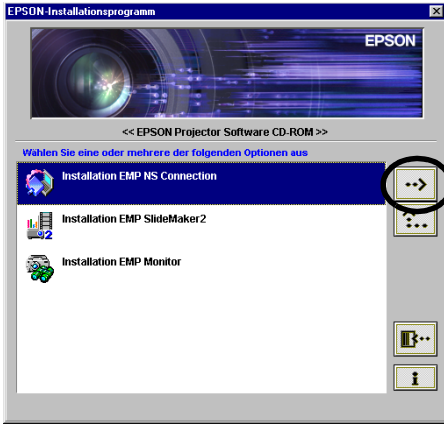 EPSON-Installationsprogramm
EPSON
<< EPSON Projector Software CD-ROM >>
Wählen Sie eine oder mehrere der folgenden Optionen aus
Installation EMP NS Connection
Installation EMP SlideMaker2
Installation EMP Monitor